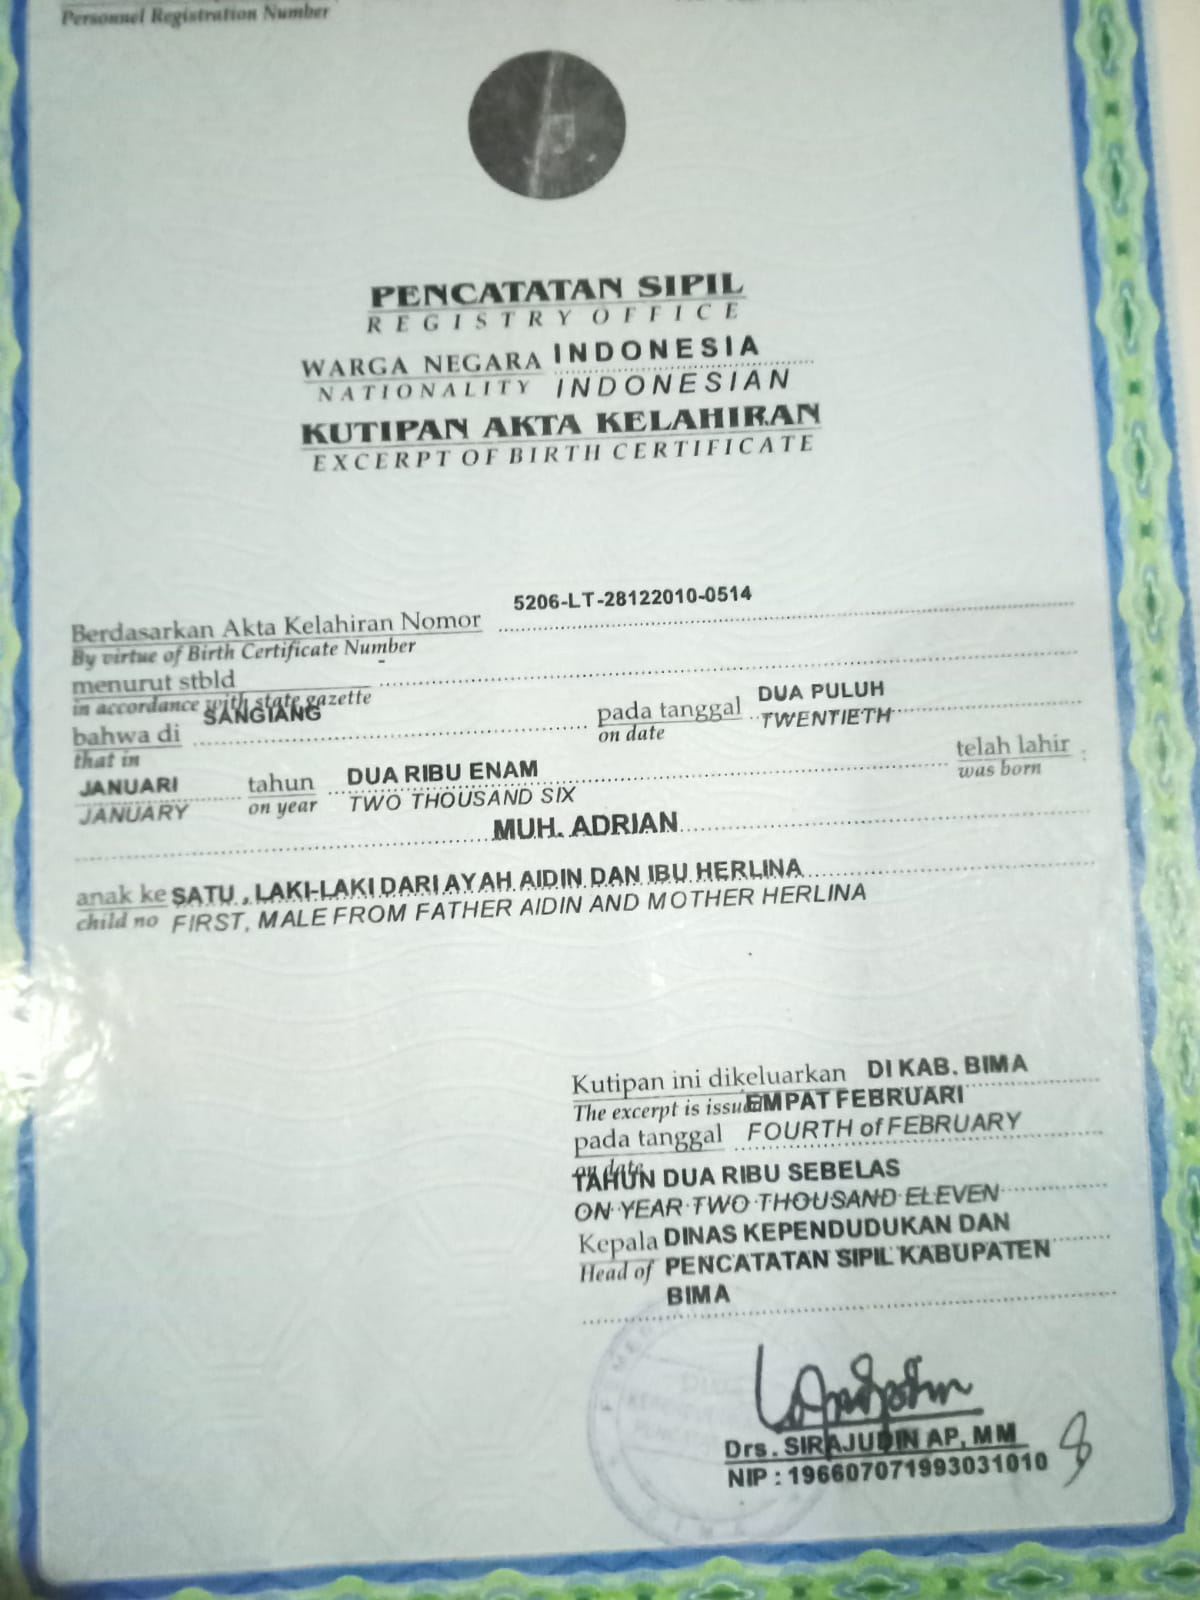 Personnel Registration Number
PENCATATAN SIPIL
REGISTRY OFFICE
WARGA NEGARA INDONESIA
NATIONALITY INDONESIAN
KUTIPAN AKTA KELAHIRAN
EXCERPT OF BIRTH CERTIFICATE
Berdasarkan Akta Kelahiran Nomor 5206-LT-28122010-0514
By virtue of Birth Certificate Number
menurut stbld -
in accordance with state gazette
bahwa di SANGIANG pada tanggal DUA PULUH
that in on date TWENTIETH
JANUARI tahun DUA RIBU ENAM telah lahir
JANUARY on year TWO THOUSAND SIX was born
MUH. ADRIAN
anak ke SATU, LAKI-LAKI DARI AYAH AIDIN DAN IBU HERLINA
child no FIRST, MALE FROM FATHER AIDIN AND MOTHER HERLINA
Kutipan ini dikeluarkan DI KAB. BIMA
The excerpt is issued EMPAT FEBRUARI
pada tanggal FOURTH of FEBRUARY
on date TAHUN DUA RIBU SEBELAS
ON YEAR TWO THOUSAND ELEVEN
Kepala DINAS KEPENDUDUKAN DAN
Head of PENCATATAN SIPIL KABUPATEN
BIMA
Drs. SIRAJUDIN AP, MM
NIP : 196607071993031010